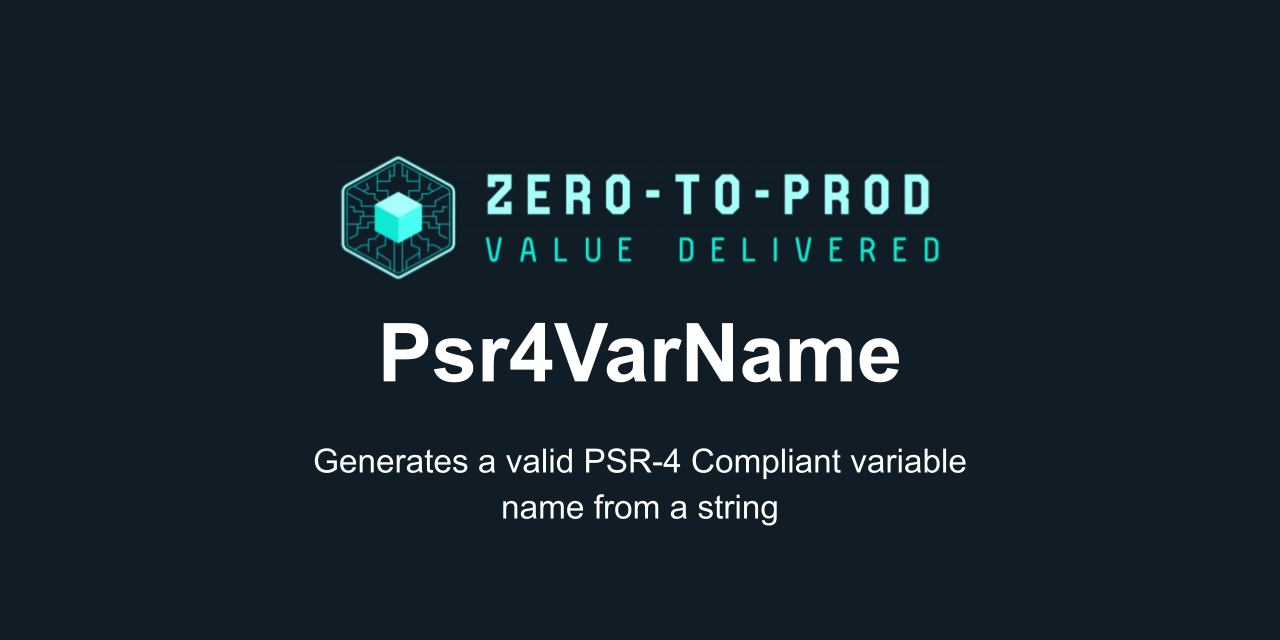 ZERO-TO-PROD
VALUE DELIVERED
Psr4VarName
Generates a valid PSR-4 Compliant variable
name from a string